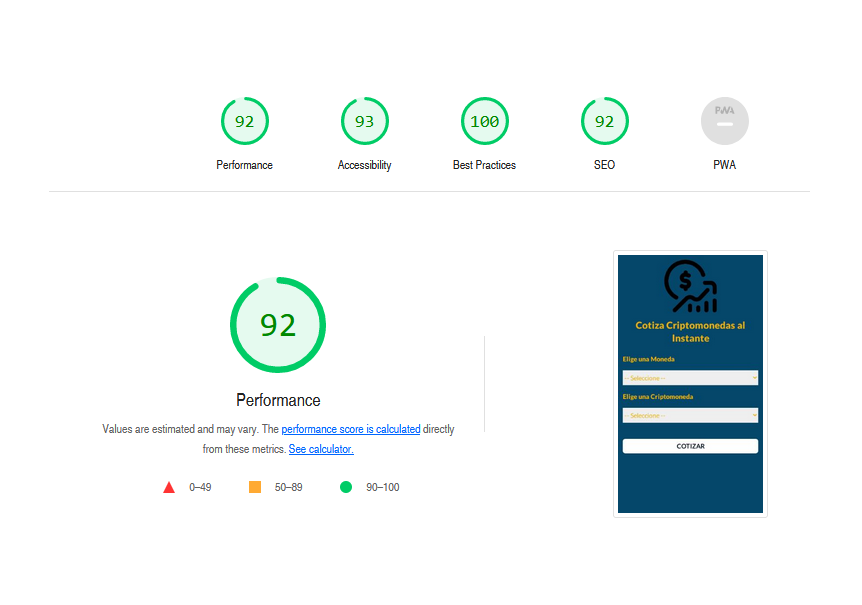 92
93
100
92
PWA
Performance
Accessibility
Best Practices
SEO
PWA
92
Performance
Values are estimated and may vary. The performance score is calculated directly
from these metrics. See calculator.
0–49
50–89
90–100
$
Cotiza Criptomonedas al
Instante
Elige una Moneda
-- Seleccione --
Elige una Criptomoneda
-- Seleccione --
COTIZAR